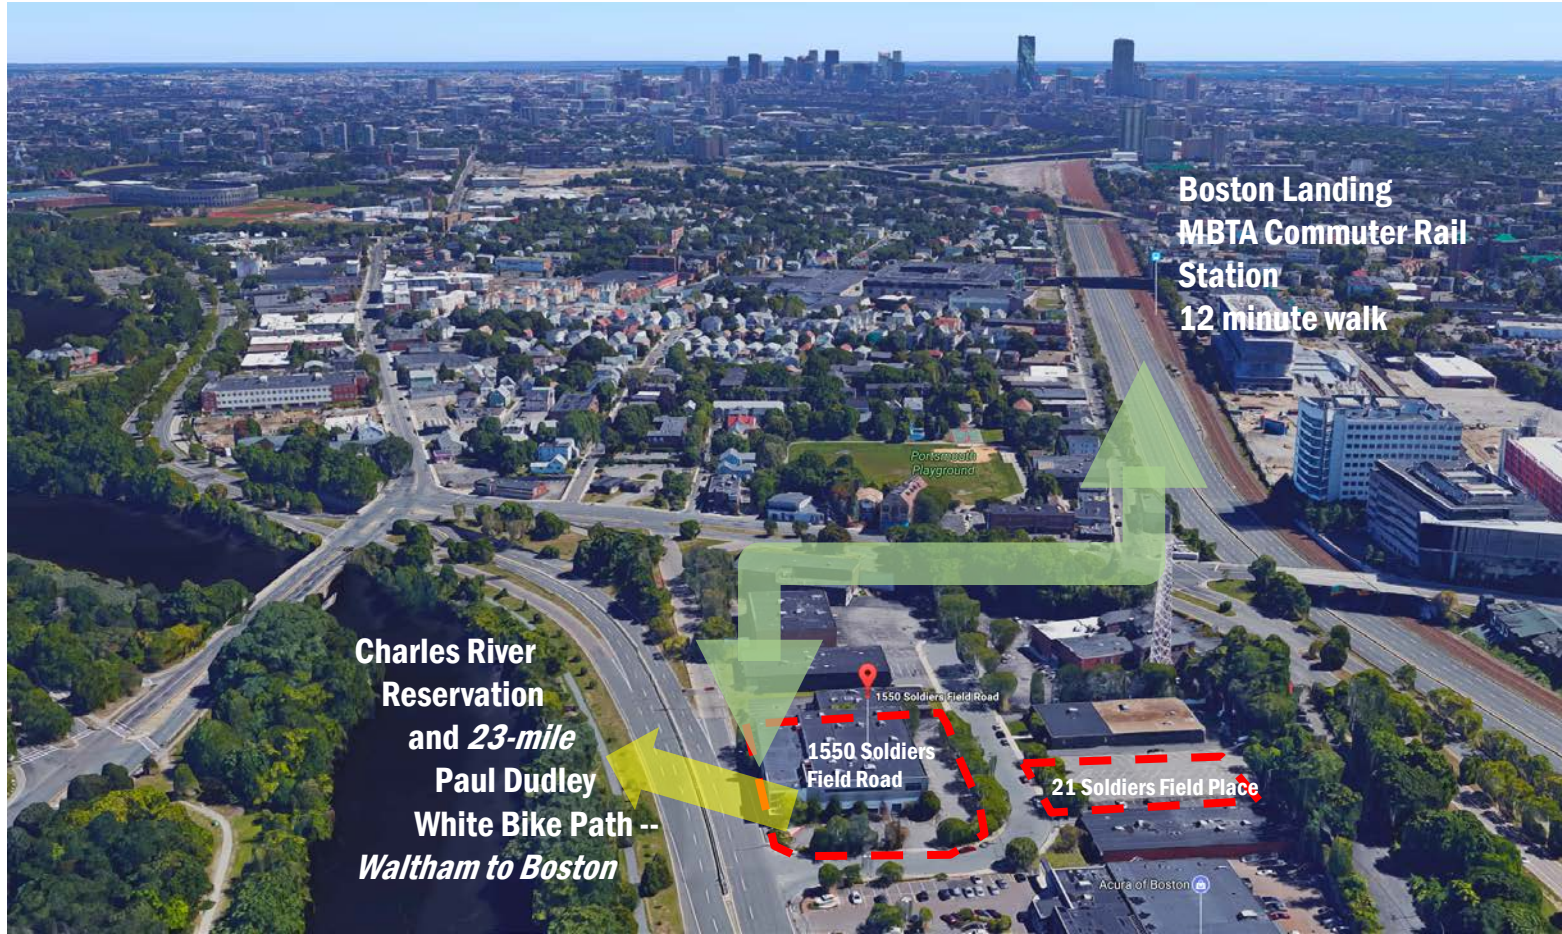 Boston Landing
MBTA Commuter Rail
Station
12 minute walk
Portsmouth
Playground
Charles River
Reservation
and 23-mile
Paul Dudley
White Bike Path --
Waltham to Boston
1550 Soldiers Field Road
1550 Soldiers
Field Road
21 Soldiers Field Place
Acura of Boston